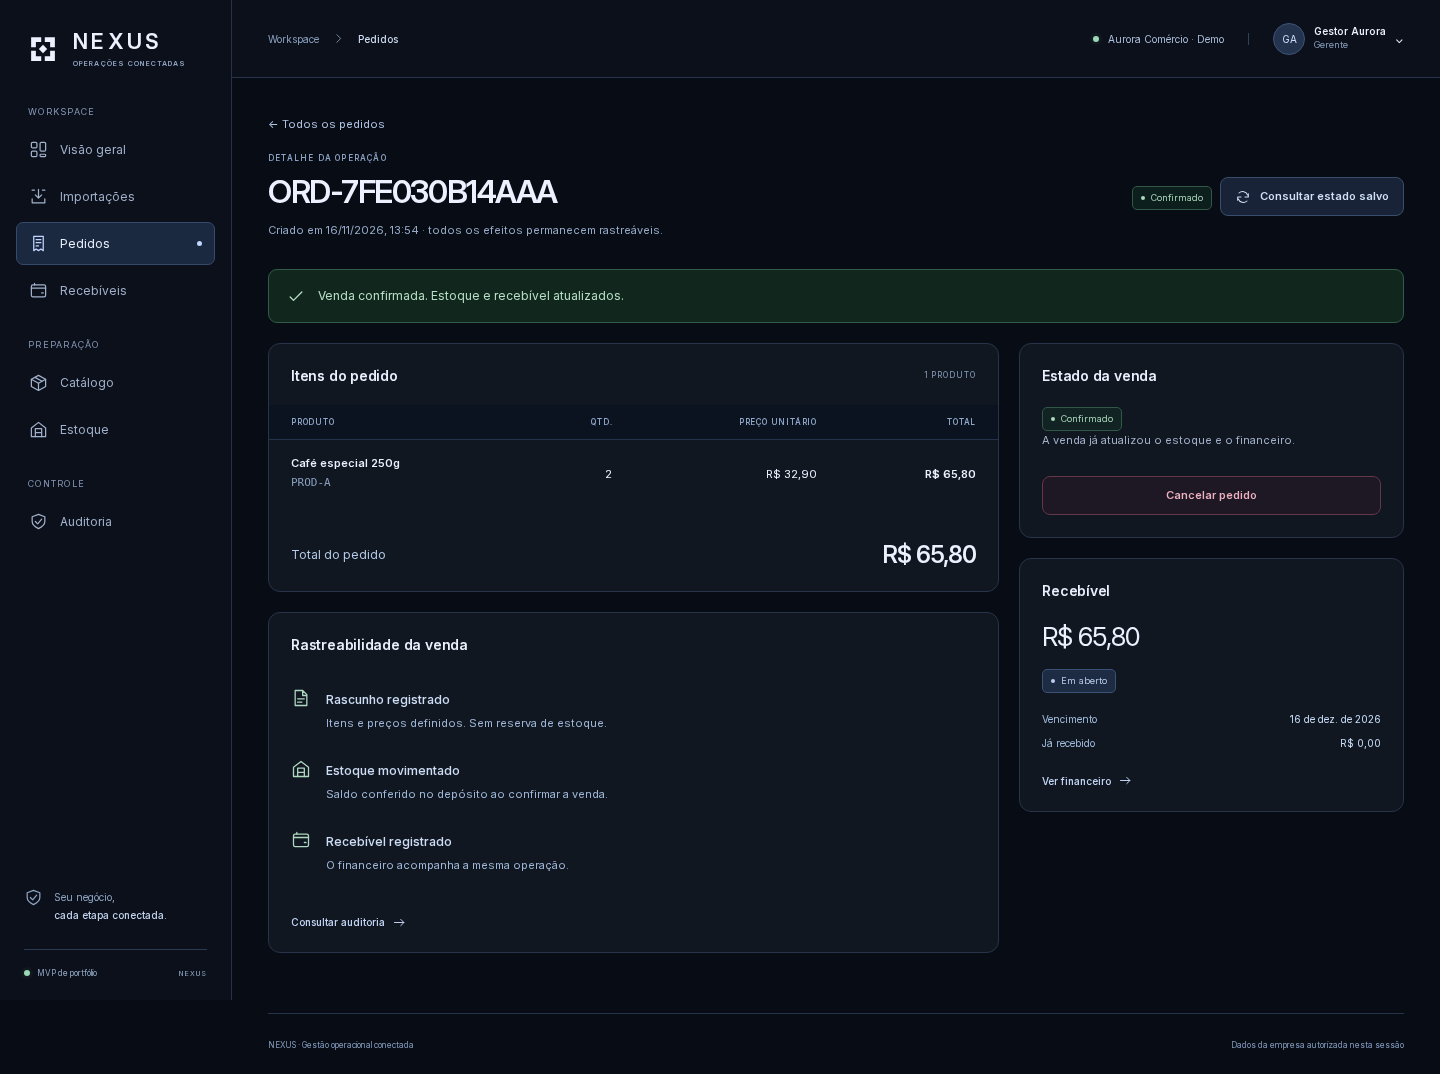 NEXUS
OPERAÇÕES CONECTADAS
WORKSPACE
Visão geral
Importações
Pedidos
Recebíveis
PREPARAÇÃO
Catálogo
Estoque
CONTROLE
Auditoria
Seu negócio,
cada etapa conectada.
MVP de portfólio
NEXUS
Workspace
Pedidos
Aurora Comércio · Demo
GA
Gestor Aurora
Gerente
← Todos os pedidos
DETALHE DA OPERAÇÃO
ORD-7FE030B14AAA
Criado em 16/11/2026, 13:54 · todos os efeitos permanecem rastreáveis.
Confirmado
Consultar estado salvo
Venda confirmada. Estoque e recebível atualizados.
Itens do pedido
1 PRODUTO
PRODUTO QTD. PREÇO UNITÁRIO TOTAL
Café especial 250g
PROD-A
2 R$ 32,90 R$ 65,80
Total do pedido R$ 65,80
Rastreabilidade da venda
Rascunho registrado
Itens e preços definidos. Sem reserva de estoque.
Estoque movimentado
Saldo conferido no depósito ao confirmar a venda.
Recebível registrado
O financeiro acompanha a mesma operação.
Consultar auditoria →
Estado da venda
Confirmado
A venda já atualizou o estoque e o financeiro.
Cancelar pedido
Recebível
R$ 65,80
Em aberto
Vencimento 16 de dez. de 2026
Já recebido R$ 0,00
Ver financeiro →
NEXUS · Gestão operacional conectada
Dados da empresa autorizada nesta sessão